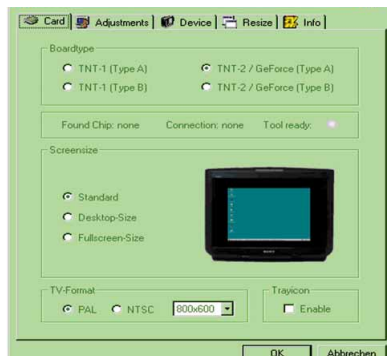 Card Adjustments Device Resize Info
Boardtype
TNT-1 (Type A) TNT-2 / GeForce (Type A)
TNT-1 (Type B) TNT-2 / GeForce (Type B)
Found Chip: none Connection: none Tool ready:
Screensize
Standard
Desktop-Size
Fullscreen-Size
TV-Format Trayicon
PAL NTSC 800x600 Enable
OK Abbrechen